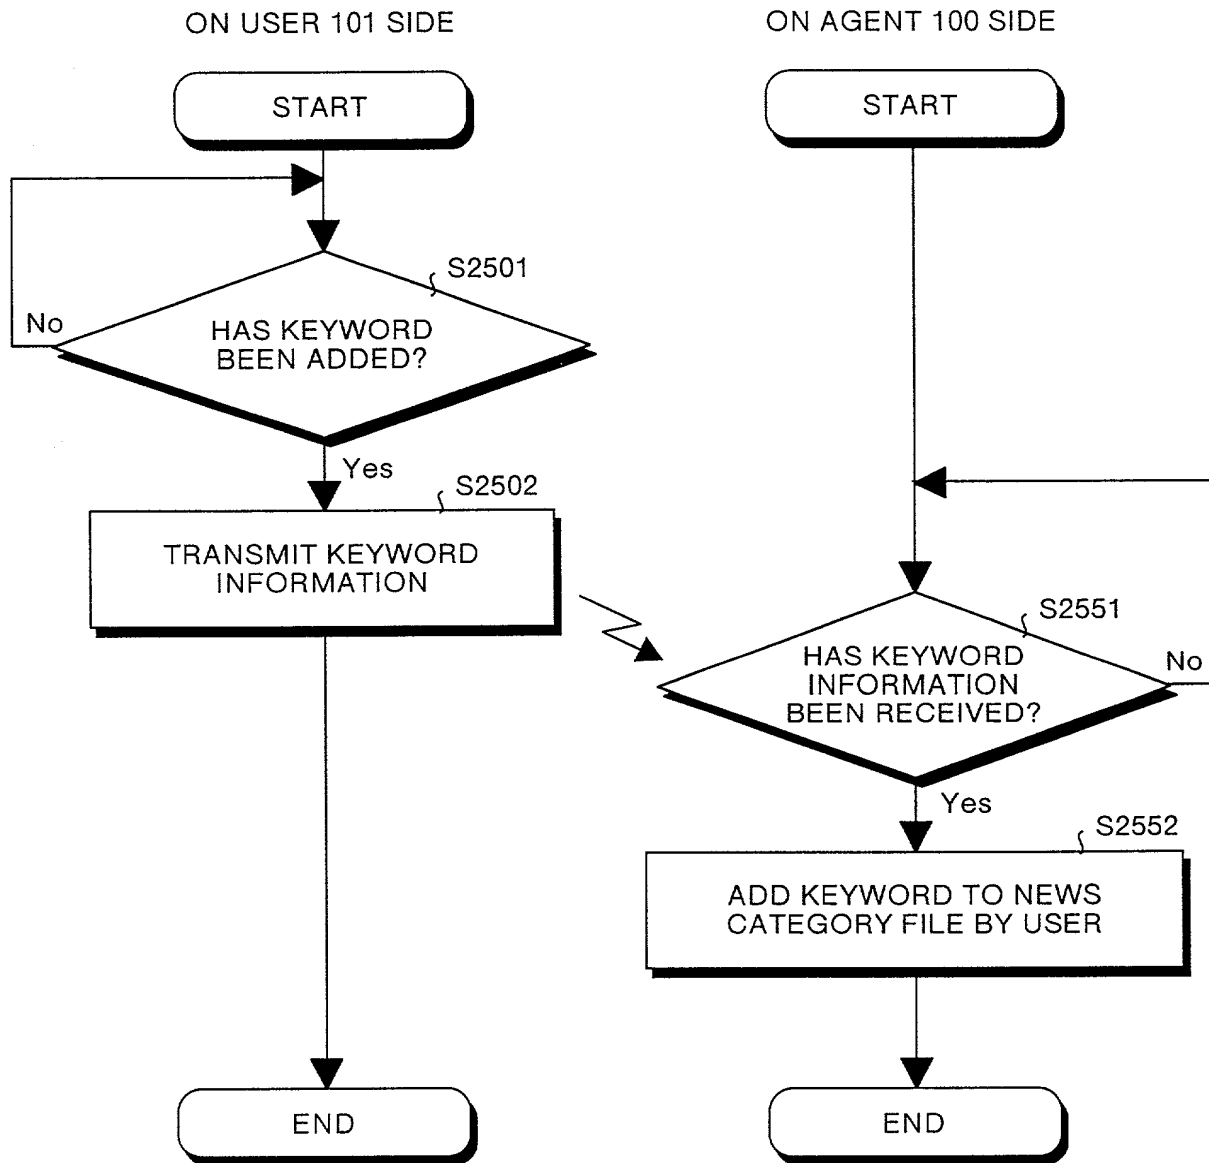 ON USER 101 SIDE
START
S2501
No
HAS KEYWORD
BEEN ADDED?
Yes
S2502
TRANSMIT KEYWORD
INFORMATION
END
ON AGENT 100 SIDE
START
S2551
HAS KEYWORD
INFORMATION
BEEN RECEIVED?
No
Yes
S2552
ADD KEYWORD TO NEWS
CATEGORY FILE BY USER
END